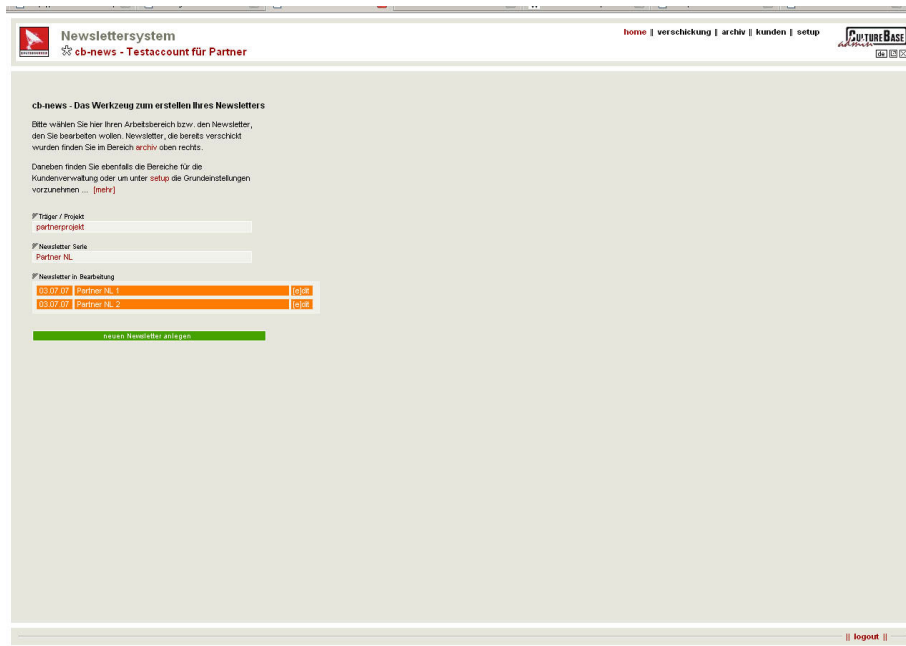 Newslettersystem
cb-news - Testaccount für Partner
home || verschickung || archiv || kunden || setup
CULTUREBASE
admin
de
cb-news - Das Werkzeug zum erstellen Ihres Newsletters
Bitte wählen Sie hier Ihren Arbeitsbereich bzw. den Newsletter,
den Sie bearbeiten wollen. Newsletter, die bereits verschickt
wurden finden Sie im Bereich archiv oben rechts.
Daneben finden Sie ebenfalls die Bereiche für die
Kundenverwaltung oder um unter setup die Grundeinstellungen
vorzunehmen ... [mehr]
Träger / Projekt
partnerprojekt
Newsletter Serie
Partner NL
Newsletter in Bearbeitung
03.07.07 Partner NL 1 [e]dit
03.07.07 Partner NL 2 [e]dit
neuen Newsletter anlegen
|| logout ||